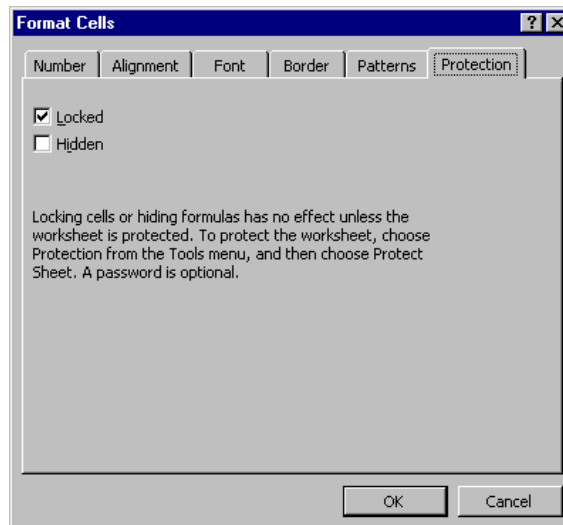 Format Cells
Number Alignment Font Border Patterns Protection
Locked
Hidden
Locking cells or hiding formulas has no effect unless the
worksheet is protected. To protect the worksheet, choose
Protection from the Tools menu, and then choose Protect
Sheet. A password is optional.
OK Cancel